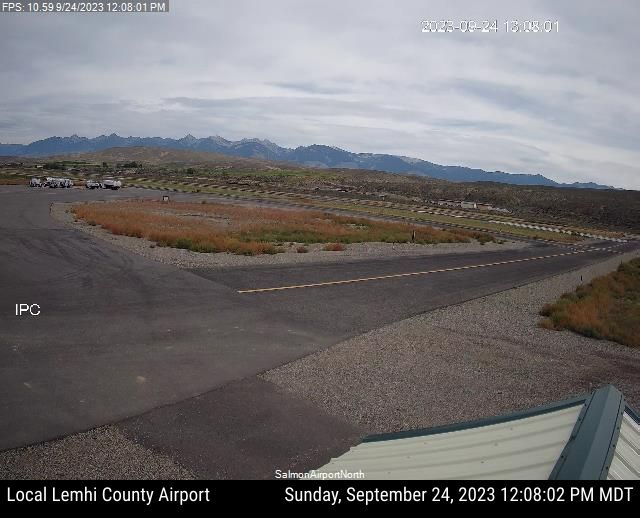 FPS: 10.59 9/24/2023 12:08:01 PM
2023-09-24 13:08:01
IPC
SalmonAirportNorth
Local Lemhi County Airport Sunday, September 24, 2023 12:08:02 PM MDT